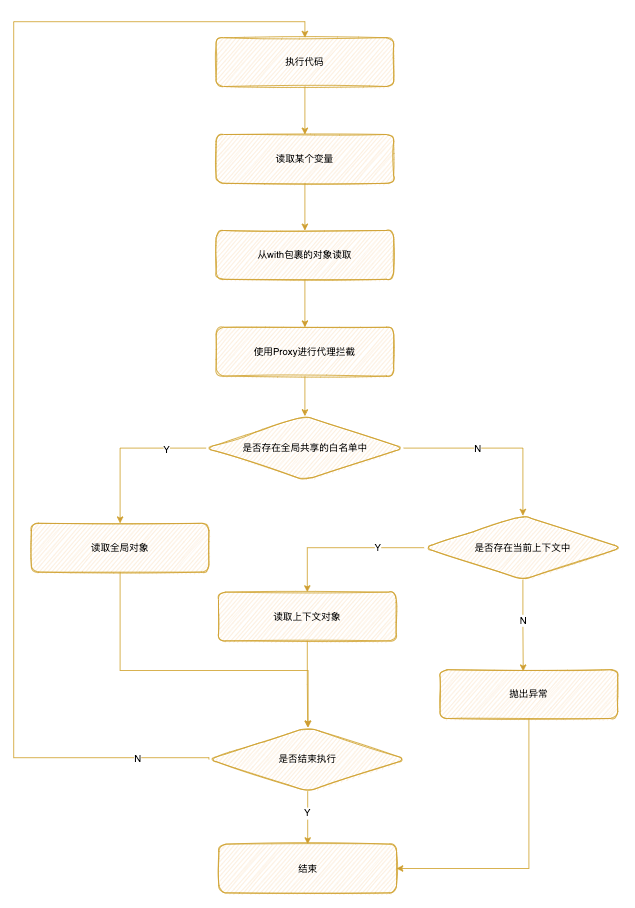 执行代码
读取某个变量
从with包裹的对象读取
使用Proxy进行代理拦截
是否存在全局共享的白名单中
Y
N
读取全局对象
是否存在当前上下文中
Y
读取上下文对象
N
抛出异常
是否结束执行
N
Y
结束